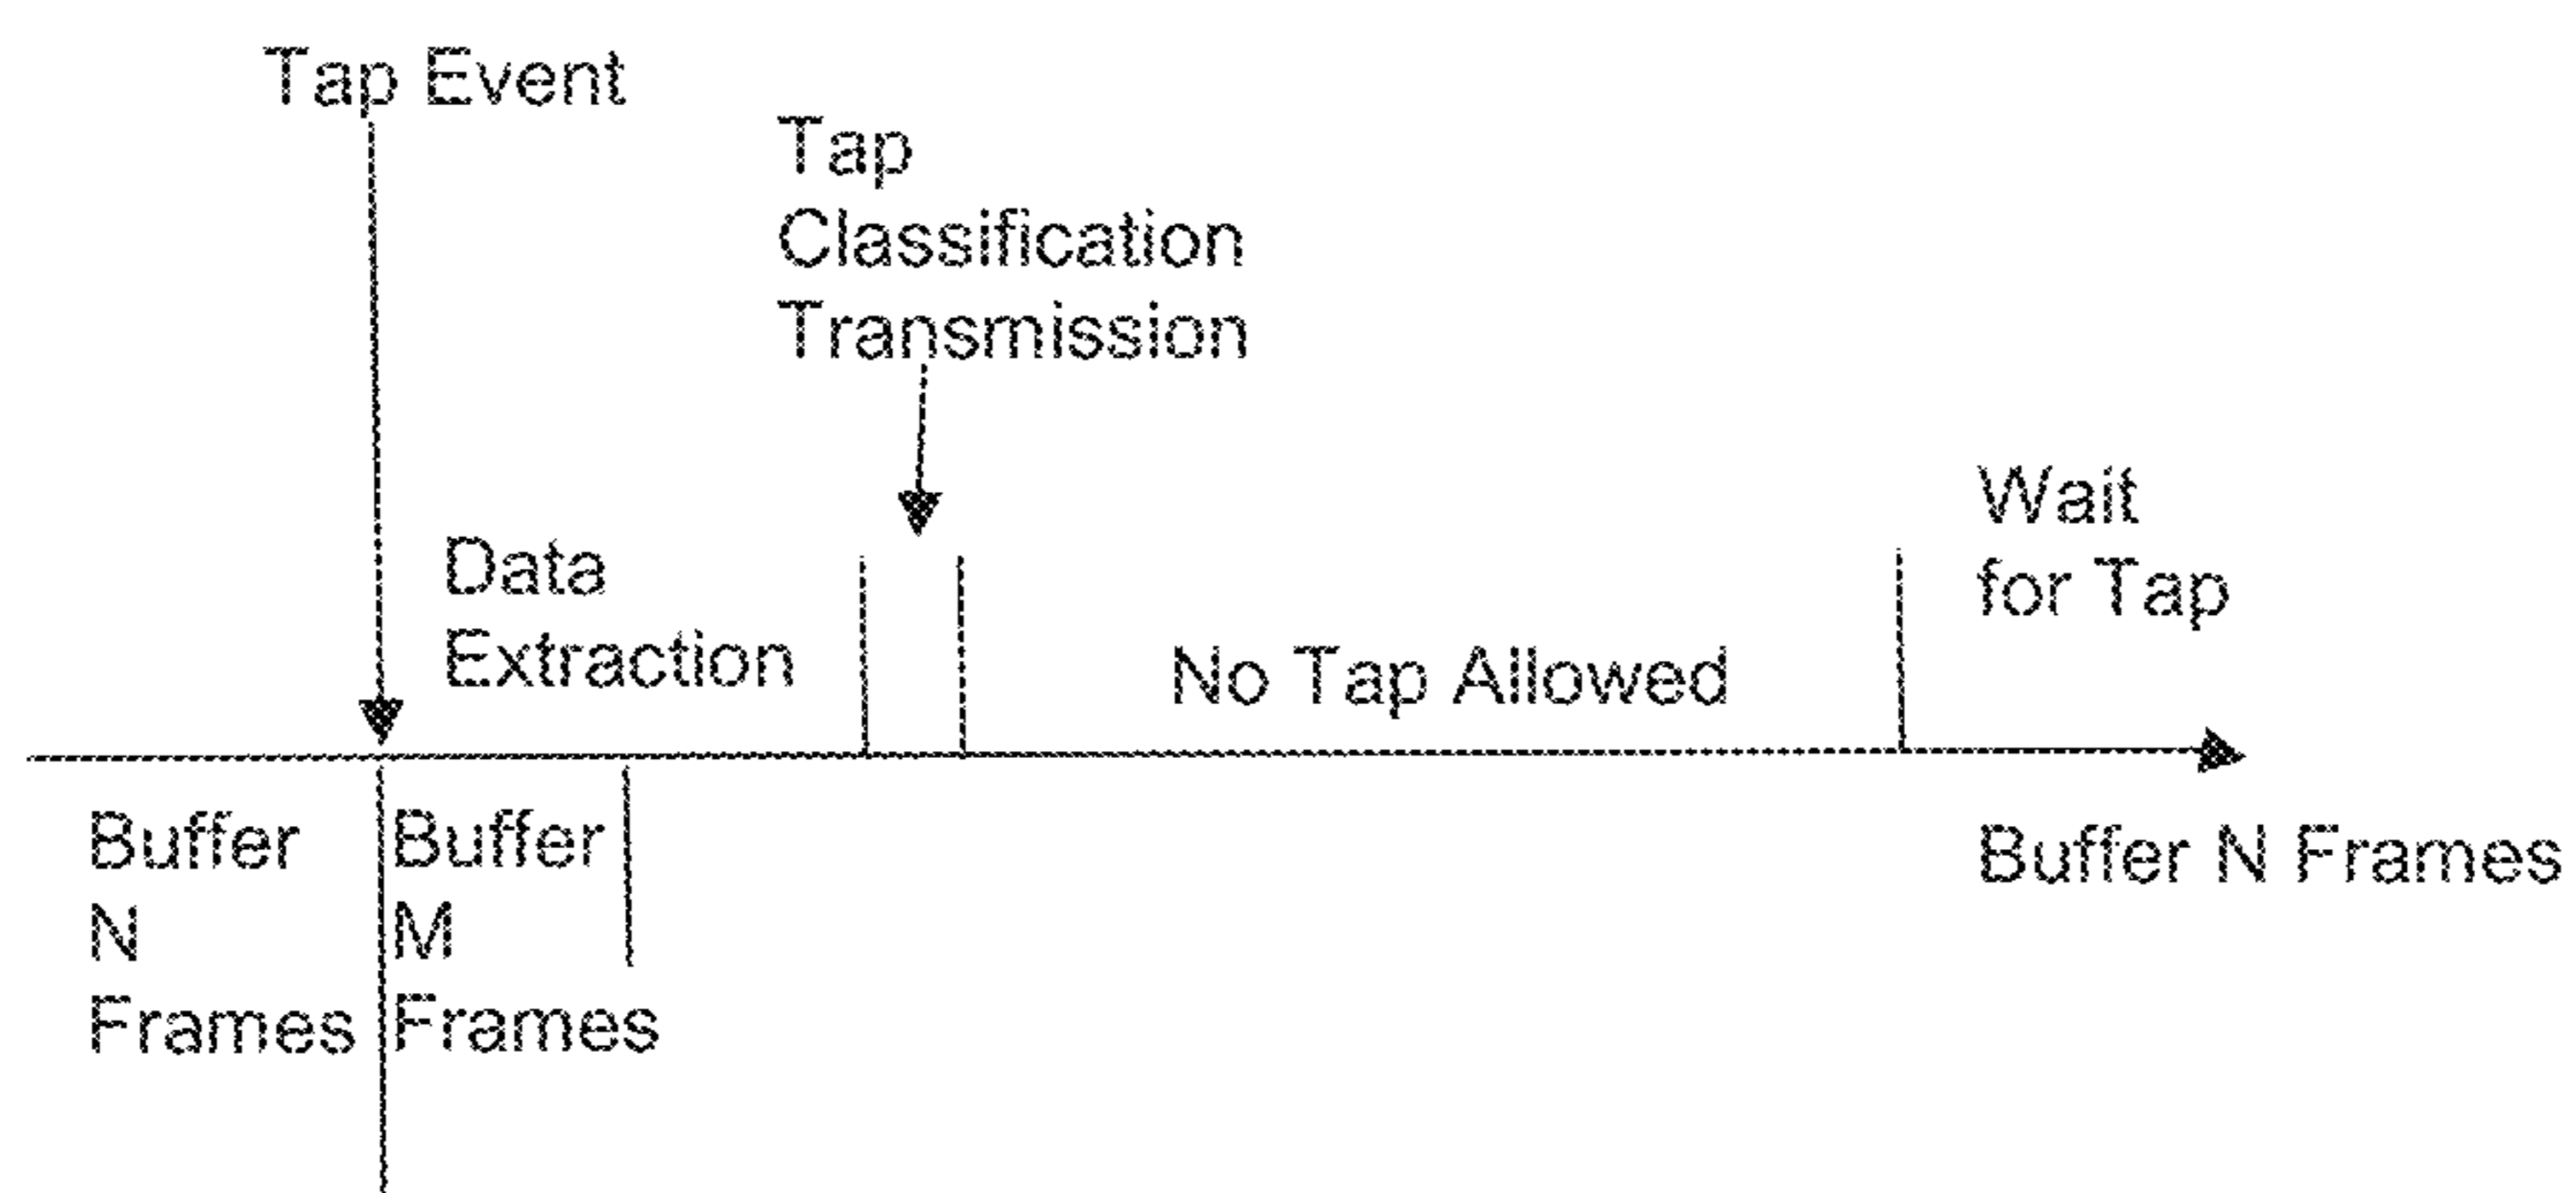 Tap Event
Tap
Classification
Transmission
Data
Extraction
No Tap Allowed
Wait
for Tap
Buffer
N
Frames
Buffer
M
Frames
Buffer N Frames